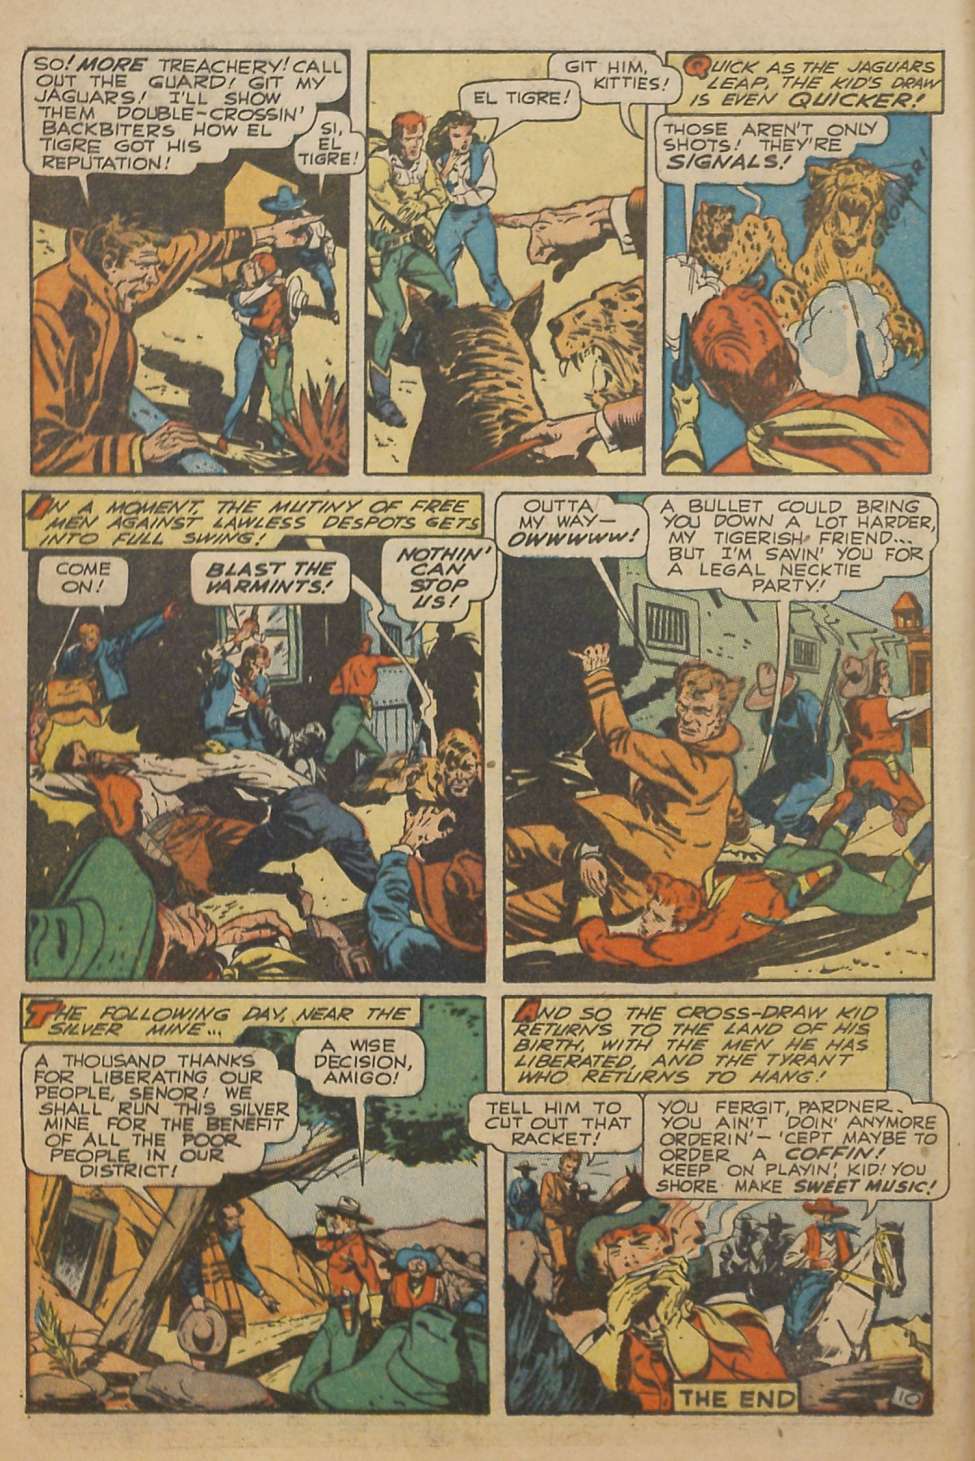 SO! MORE TREACHERY! CALL
OUT THE GUARD! GIT MY
JAGUARS! I'LL SHOW
THEM DOUBLE-CROSSIN'
BACKBITERS HOW EL
TIGRE GOT HIS
REPUTATION!
SI,
EL
TIGRE!
EL TIGRE!
GIT HIM,
KITTIES!
QUICK AS THE JAGUARS
LEAP, THE KID'S DRAW
IS EVEN QUICKER!
THOSE AREN'T ONLY
SHOTS! THEY'RE
SIGNALS!
GROWRR!
IN A MOMENT, THE MUTINY OF FREE
MEN AGAINST LAWLESS DESPOTS GETS
INTO FULL SWING!
COME
ON!
BLAST THE
VARMINTS!
NOTHIN'
CAN
STOP
US!
OUTTA
MY WAY—
OWWWWW!
A BULLET COULD BRING
YOU DOWN A LOT HARDER,
MY TIGERISH FRIEND...
BUT I'M SAVIN' YOU FOR
A LEGAL NECKTIE
PARTY!
THE FOLLOWING DAY, NEAR THE
SILVER MINE...
A THOUSAND THANKS
FOR LIBERATING OUR
PEOPLE, SENOR! WE
SHALL RUN THIS SILVER
MINE FOR THE BENEFIT
OF ALL THE POOR
PEOPLE IN OUR
DISTRICT!
A WISE
DECISION,
AMIGO!
AND SO THE CROSS-DRAW KID
RETURNS TO THE LAND OF HIS
BIRTH, WITH THE MEN HE HAS
LIBERATED, AND THE TYRANT
WHO RETURNS TO HANG!
TELL HIM TO
CUT OUT THAT
RACKET!
YOU FERGIT, PARDNER..
YOU AIN'T DOIN' ANYMORE
ORDERIN'—'CEPT MAYBE TO
ORDER A COFFIN!
KEEP ON PLAYIN', KID! YOU
SHORE MAKE SWEET MUSIC!
THE END
10